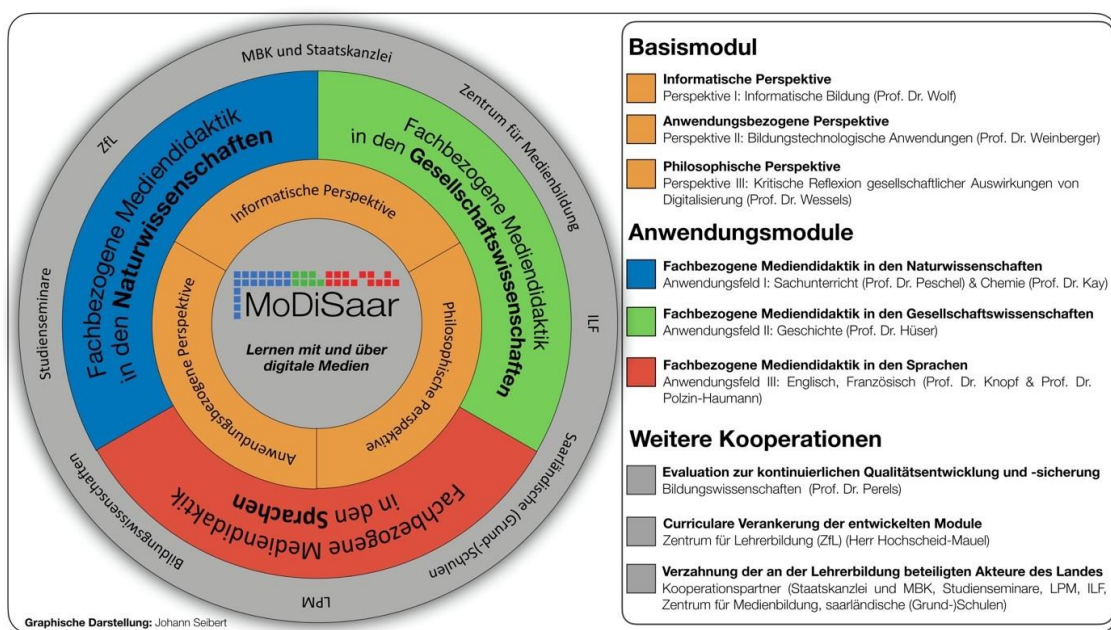 MBK und Staatskanzlei
Zentrum für Medienbildung
ILF
Saarländische (Grund-)Schulen
LPM
Bildungswissenschaften
Studienseminare
ZfL
Fachbezogene Mediendidaktik
in den Naturwissenschaften
Fachbezogene Mediendidaktik
in den Gesellschaftswissenschaften
Fachbezogene Mediendidaktik
in den Sprachen
Informatische Perspektive
Philosophische Perspektive
Anwendungsbezogene Perspektive
MoDiSaar
Lernen mit und über
digitale Medien
Graphische Darstellung: Johann Seibert
Basismodul
Informatische Perspektive
Perspektive I: Informatische Bildung (Prof. Dr. Wolf)
Anwendungsbezogene Perspektive
Perspektive II: Bildungstechnologische Anwendungen (Prof. Dr. Weinberger)
Philosophische Perspektive
Perspektive III: Kritische Reflexion gesellschaftlicher Auswirkungen von
Digitalisierung (Prof. Dr. Wessels)
Anwendungsmodule
Fachbezogene Mediendidaktik in den Naturwissenschaften
Anwendungsfeld I: Sachunterricht (Prof. Dr. Peschel) & Chemie (Prof. Dr. Kay)
Fachbezogene Mediendidaktik in den Gesellschaftswissenschaften
Anwendungsfeld II: Geschichte (Prof. Dr. Hüser)
Fachbezogene Mediendidaktik in den Sprachen
Anwendungsfeld III: Englisch, Französisch (Prof. Dr. Knopf & Prof. Dr.
Polzin-Haumann)
Weitere Kooperationen
Evaluation zur kontinuierlichen Qualitätsentwicklung und -sicherung
Bildungswissenschaften (Prof. Dr. Perels)
Curriculare Verankerung der entwickelten Module
Zentrum für Lehrerbildung (ZfL) (Herr Hochscheid-Mauel)
Verzahnung der an der Lehrerbildung beteiligten Akteure des Landes
Kooperationspartner (Staatskanzlei und MBK, Studienseminare, LPM, ILF,
Zentrum für Medienbildung, saarländische (Grund-)Schulen)